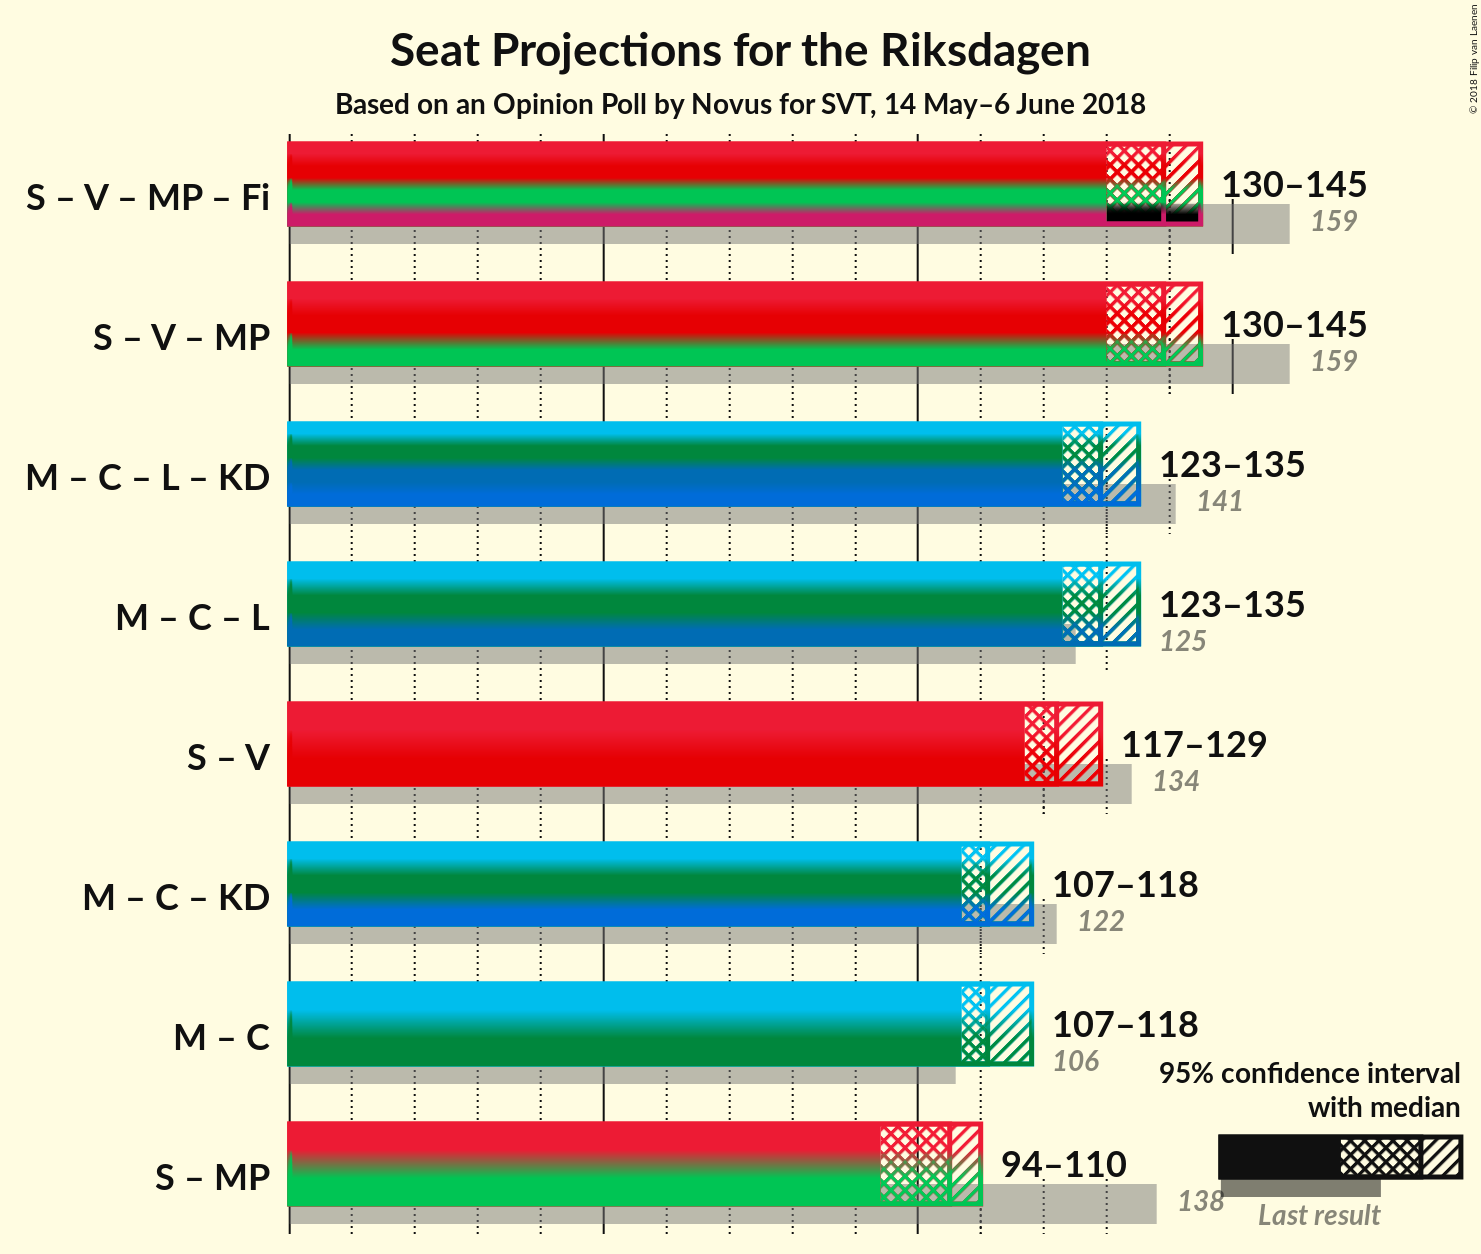 Seat Projections for the Riksdagen
Based on an Opinion Poll by Novus for SVT, 14 May–6 June 2018
© 2018 Filip van Laenen
S – V – MP – Fi
130–145
159
S – V – MP
130–145
159
M – C – L – KD
123–135
141
M – C – L
123–135
125
S – V
117–129
134
M – C – KD
107–118
122
M – C
107–118
106
S – MP
94–110
138
95% confidence interval
with median
Last result